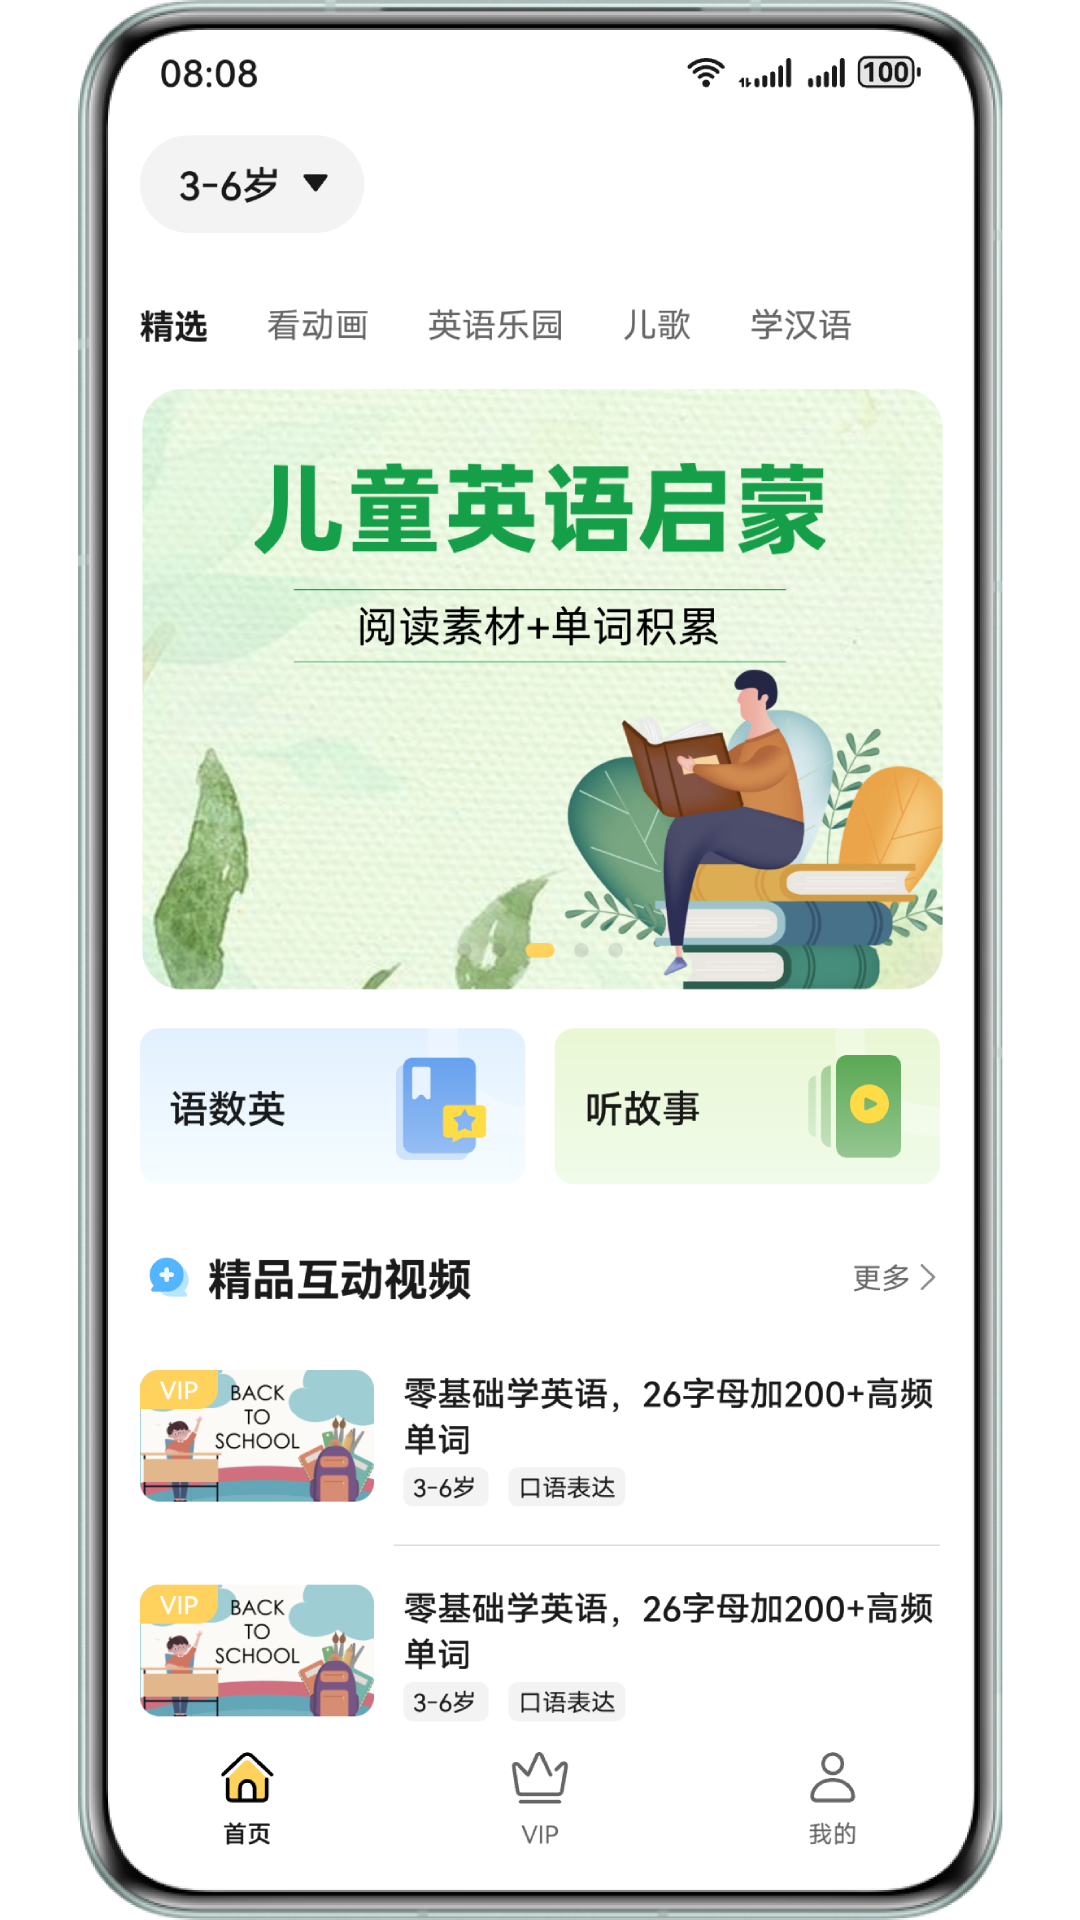 08:08
100
3-6岁
精选 看动画 英语乐园 儿歌 学汉语
儿童英语启蒙
阅读素材+单词积累
语数英
听故事
精品互动视频
更多
VIP
BACK
TO
SCHOOL
零基础学英语，26字母加200+高频
单词
3-6岁 口语表达
VIP
BACK
TO
SCHOOL
零基础学英语，26字母加200+高频
单词
3-6岁 口语表达
首页
VIP
我的